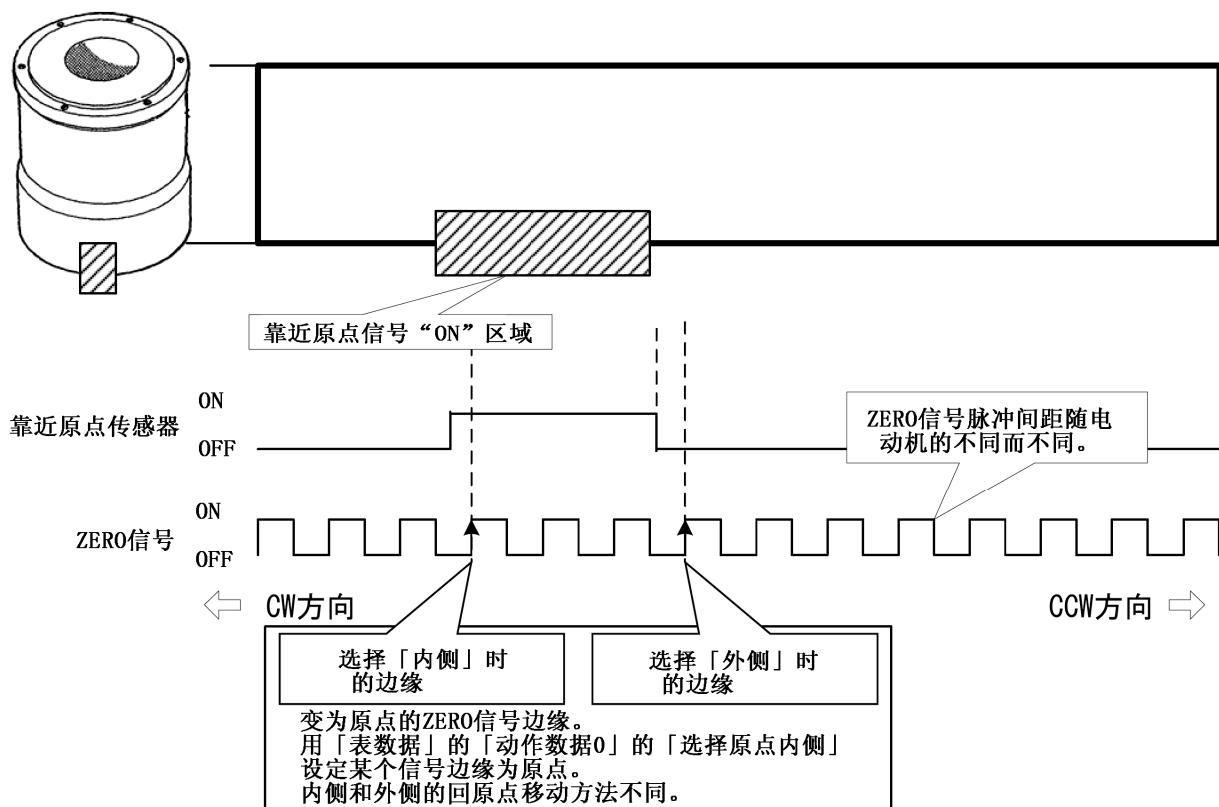 靠近原点信号“ON”区域
靠近原点传感器
ON
OFF
ZERO信号脉冲间距随电
动机的不同而不同。
ZERO信号
ON
OFF
CW方向
CCW方向
选择「内侧」时
的边缘
选择「外侧」时
的边缘
变为原点的ZERO信号边缘。
用「表数据」的「动作数据0」的「选择原点内侧」
设定某个信号边缘为原点。
内侧和外侧的回原点移动方法不同。